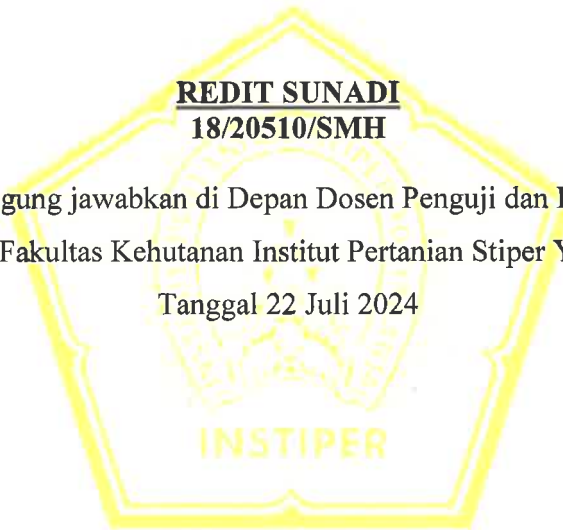 REDIT SUNADI
18/20510/SMH
gung jawabkan di Depan Dosen Penguji dan
Fakultas Kehutanan Institut Pertanian Stiper Y
Tanggal 22 Juli 2024
INSTIPER